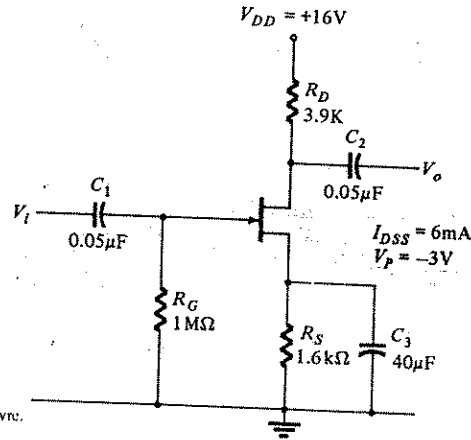 V_DD = +16V
R_D
3.9K
C_2
V_o
0.05μF
C_1
V_i
0.05μF
I_DSS = 6mA
V_P = −3V
R_G
1MΩ
R_S
1.6kΩ
C_3
40μF